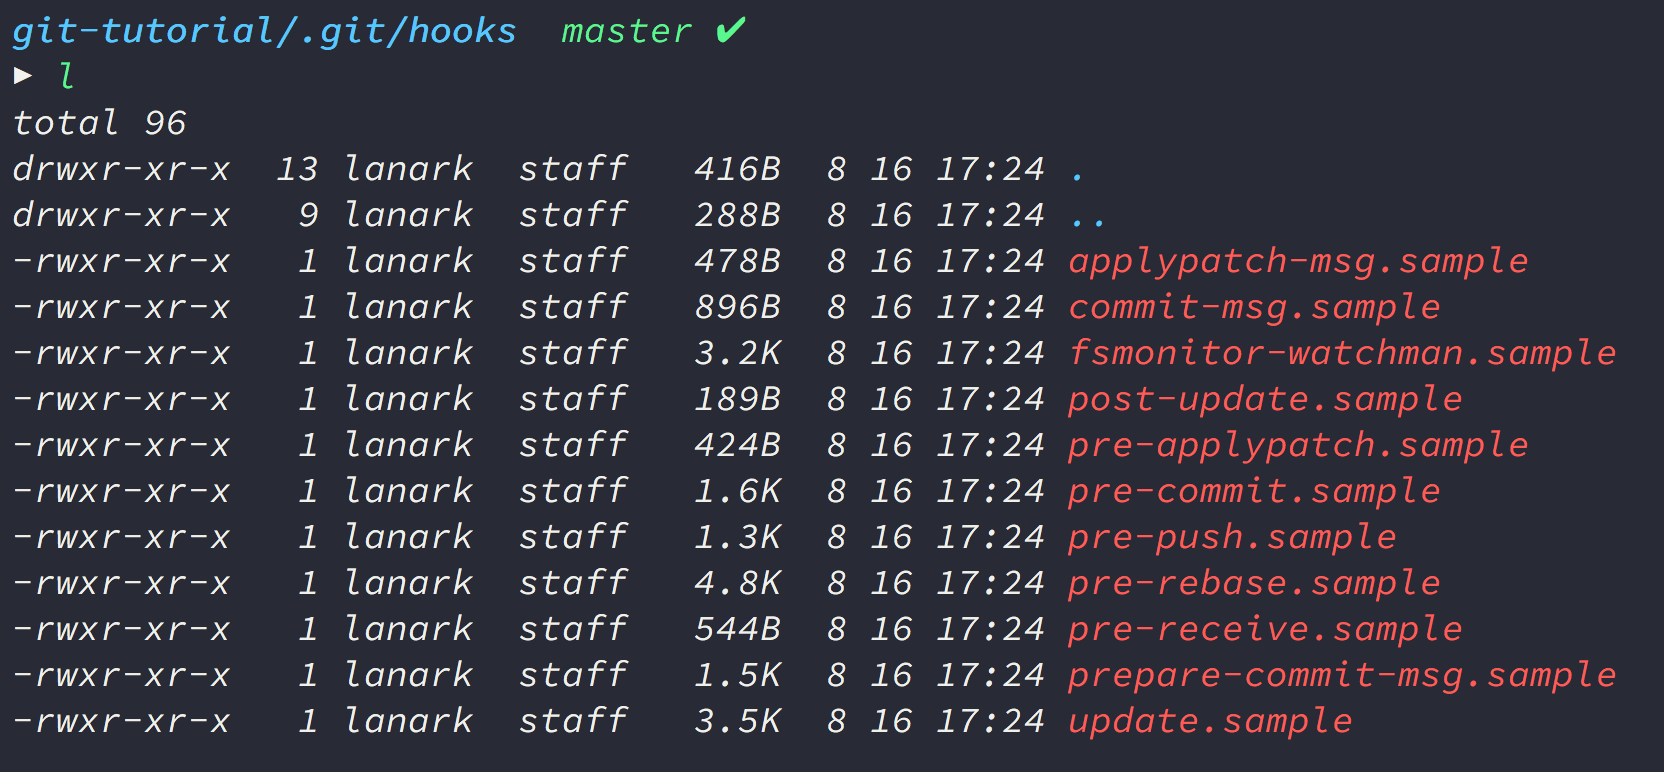 git-tutorial/.git/hooks  master ✔
► l
total 96
drwxr-xr-x  13 lanark  staff   416B  8 16 17:24 .
drwxr-xr-x   9 lanark  staff   288B  8 16 17:24 ..
-rwxr-xr-x   1 lanark  staff   478B  8 16 17:24 applypatch-msg.sample
-rwxr-xr-x   1 lanark  staff   896B  8 16 17:24 commit-msg.sample
-rwxr-xr-x   1 lanark  staff   3.2K  8 16 17:24 fsmonitor-watchman.sample
-rwxr-xr-x   1 lanark  staff   189B  8 16 17:24 post-update.sample
-rwxr-xr-x   1 lanark  staff   424B  8 16 17:24 pre-applypatch.sample
-rwxr-xr-x   1 lanark  staff   1.6K  8 16 17:24 pre-commit.sample
-rwxr-xr-x   1 lanark  staff   1.3K  8 16 17:24 pre-push.sample
-rwxr-xr-x   1 lanark  staff   4.8K  8 16 17:24 pre-rebase.sample
-rwxr-xr-x   1 lanark  staff   544B  8 16 17:24 pre-receive.sample
-rwxr-xr-x   1 lanark  staff   1.5K  8 16 17:24 prepare-commit-msg.sample
-rwxr-xr-x   1 lanark  staff   3.5K  8 16 17:24 update.sample